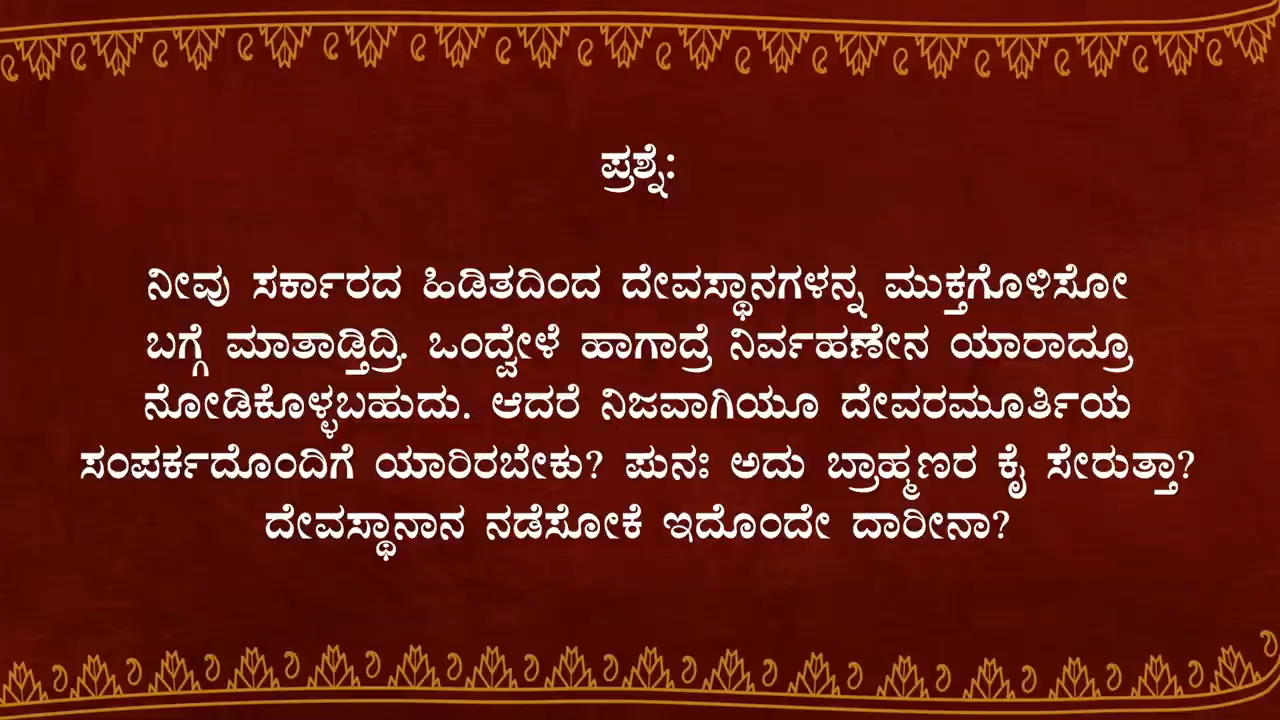 ಪ್ರಶ್ನೆ:
ನೀವು ಸರ್ಕಾರದ ಹಿಡಿತದಿಂದ ದೇವಸ್ಥಾನಗಳನ್ನ ಮುಕ್ತಗೊಳಿಸೋ
ಬಗ್ಗೆ ಮಾತಾಡ್ತಿದ್ರಿ. ಒಂದ್ವೇಳೆ ಹಾಗಾದ್ರೆ ನಿರ್ವಹಣೇನ ಯಾರಾದ್ರೂ
ನೋಡಿಕೊಳ್ಳಬಹುದು. ಆದರೆ ನಿಜವಾಗಿಯೂ ದೇವರಮೂರ್ತಿಯ
ಸಂಪರ್ಕದೊಂದಿಗೆ ಯಾರಿರಬೇಕು? ಪುನಃ ಅದು ಬ್ರಾಹ್ಮಣರ ಕೈ ಸೇರುತ್ತಾ?
ದೇವಸ್ಥಾನಾನ ನಡೆಸೋಕೆ ಇದೊಂದೇ ದಾರೀನಾ?